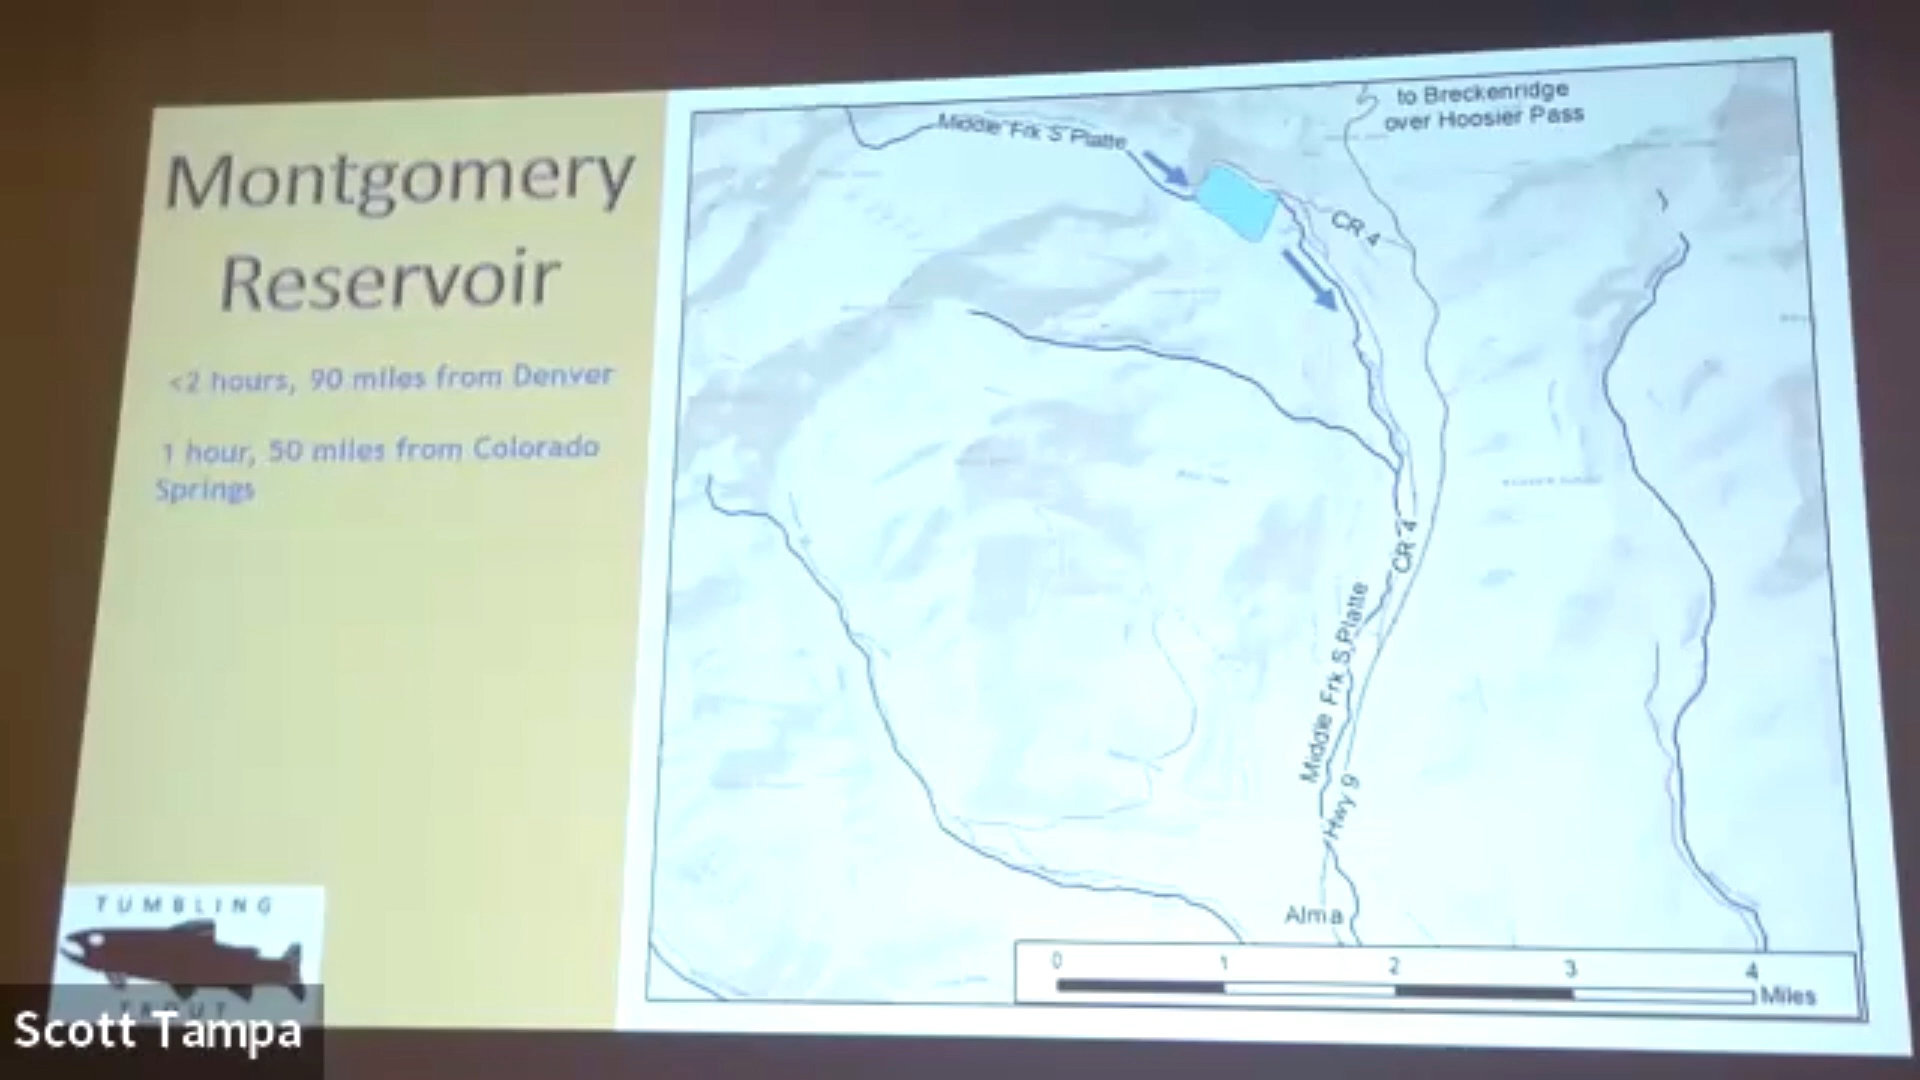 Montgomery
Reservoir
<2 hours, 90 miles from Denver
1 hour, 50 miles from Colorado
Springs
TUMBLING
TROUT
Scott Tampa
to Breckenridge
over Hoosier Pass
Middle Frk S Platte
CR 4
CR 4
Middle Frk S Platte
Hwy 9
Alma
0 1 2 3 4
Miles